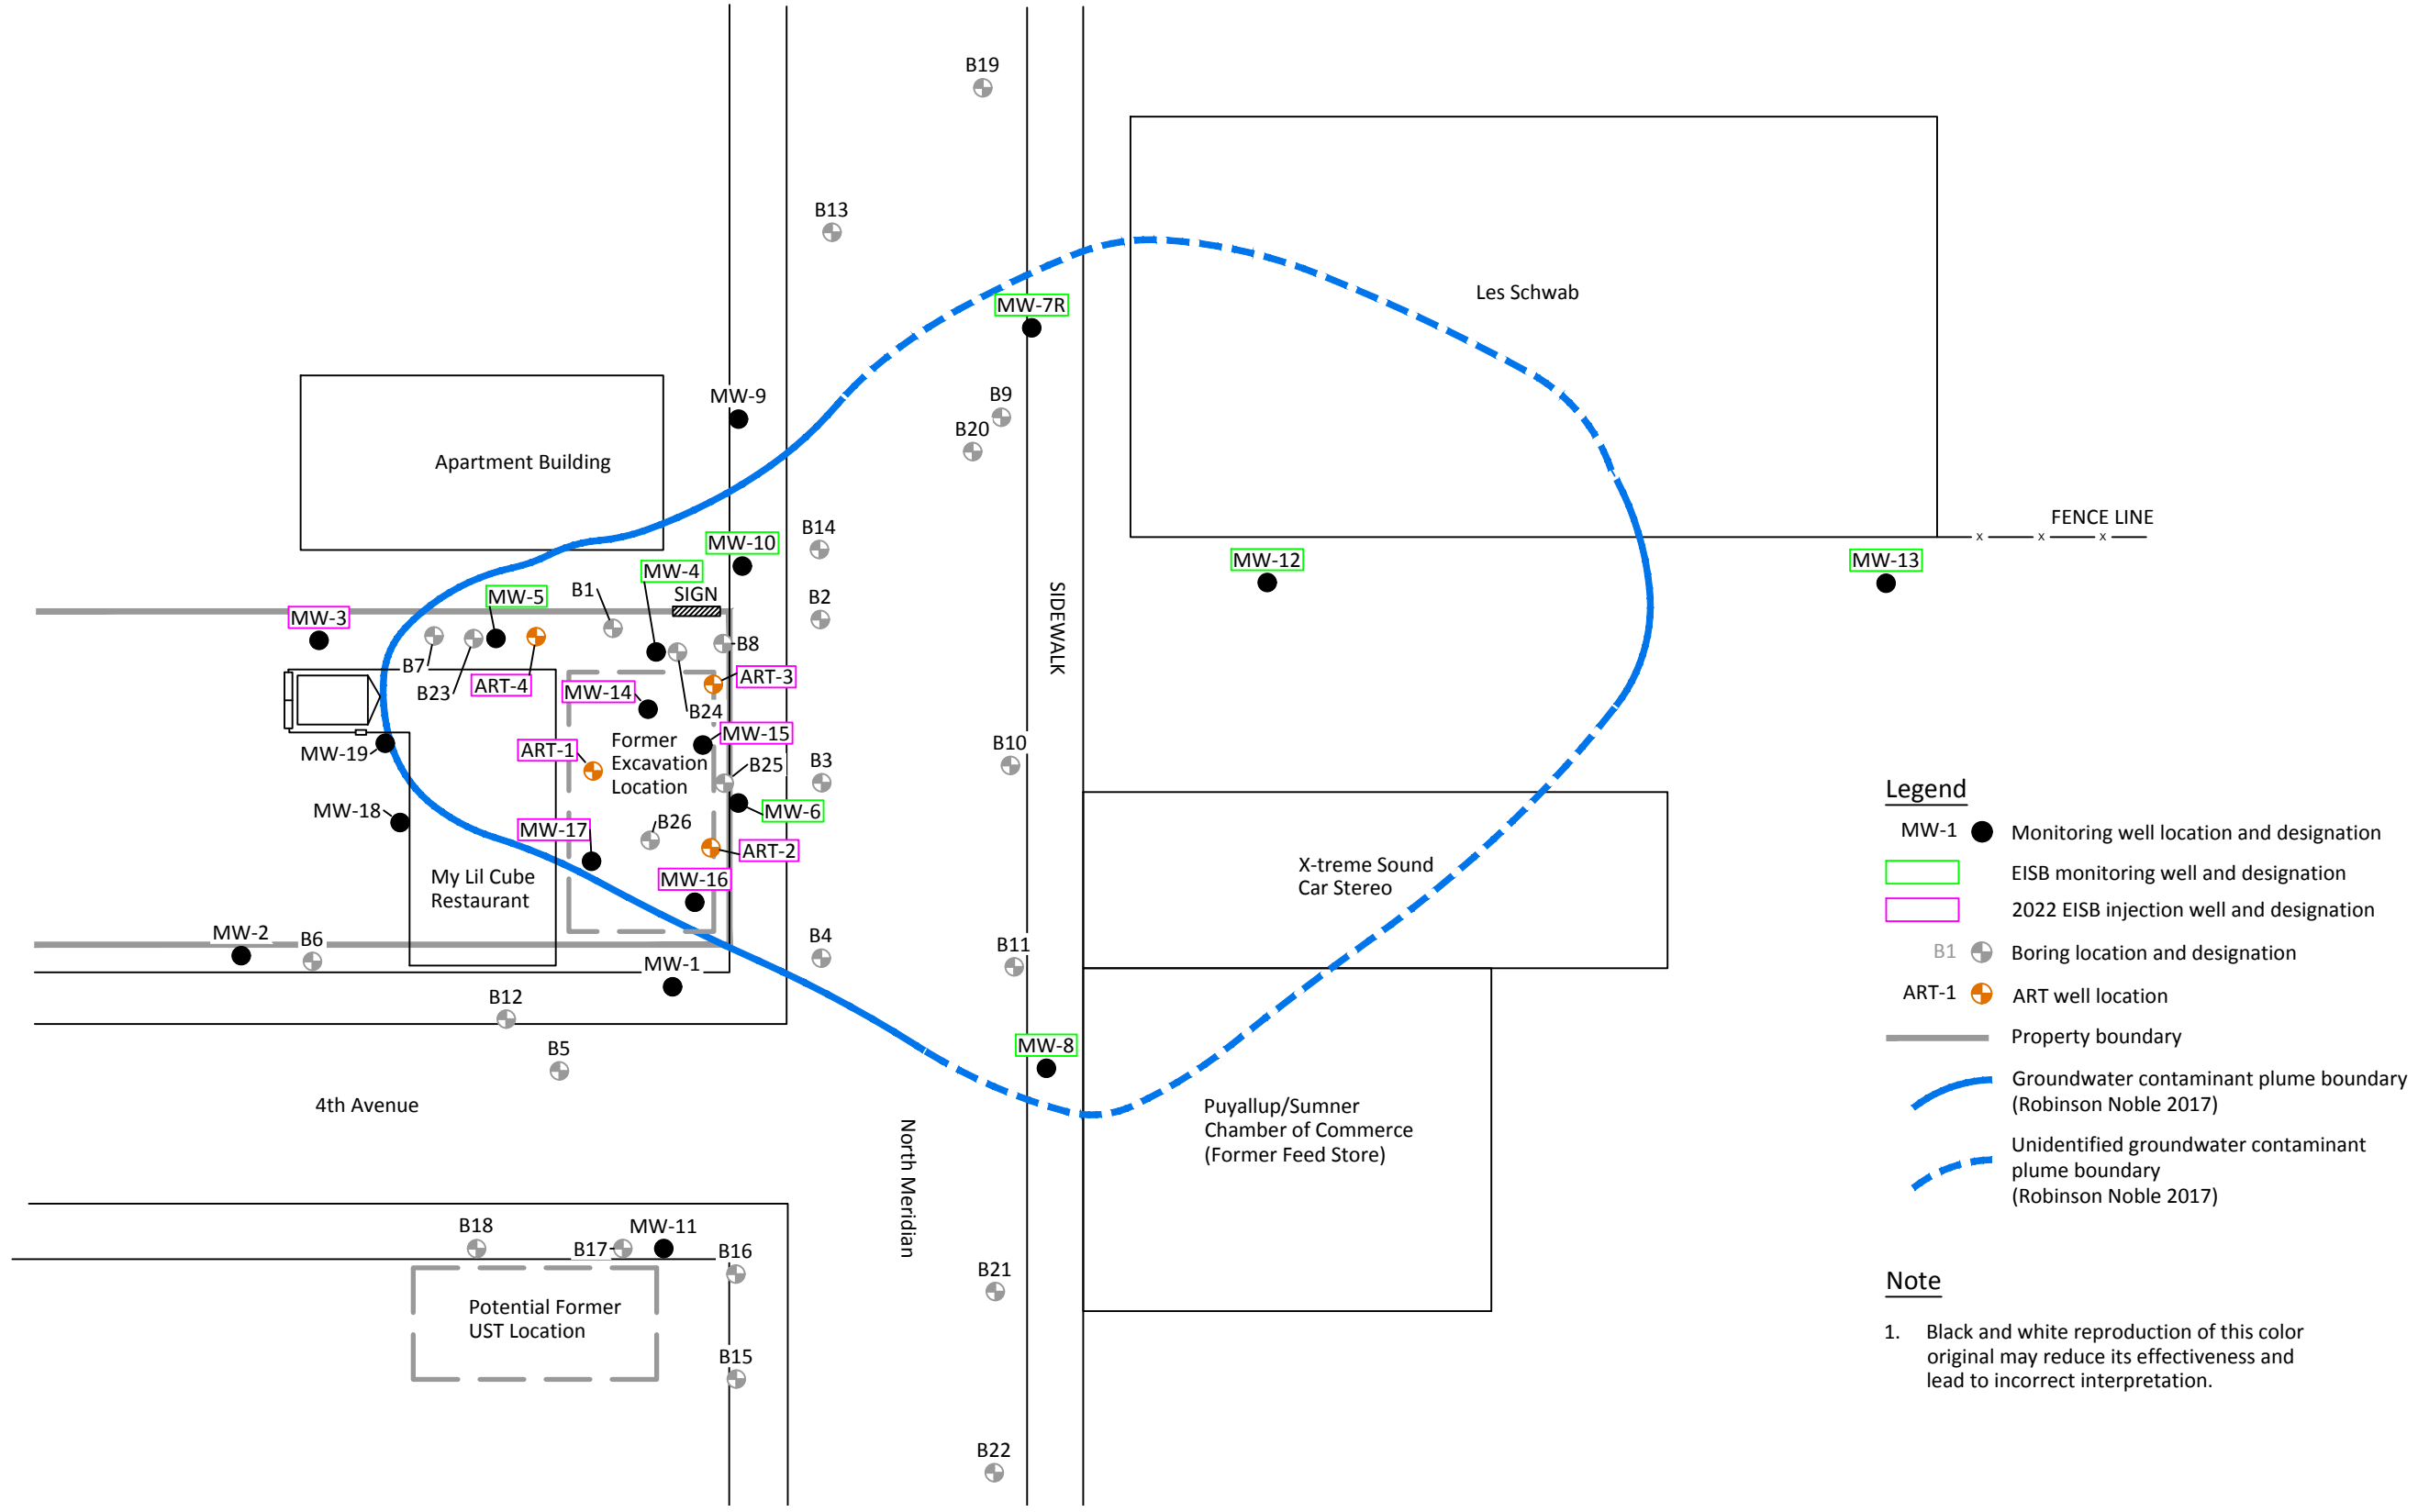 B19
B13
MW-7R
Les Schwab
MW-9
B9
B20
Apartment Building
FENCE LINE
x
x
x
B14
MW-10
MW-12
MW-13
MW-4
SIGN
B1
MW-5
B2
MW-3
SIDEWALK
B8
B7
B23
ART-4
MW-14
ART-3
B24
MW-15
MW-19
ART-1
Former
Excavation
Location
B25
B3
B10
MW-18
MW-6
MW-17
B26
ART-2
MW-16
My Lil Cube
Restaurant
X-treme Sound
Car Stereo
MW-2
B6
B4
B11
MW-1
B12
B5
MW-8
4th Avenue
North Meridian
Puyallup/Sumner
Chamber of Commerce
(Former Feed Store)
B18
B17
MW-11
B16
B21
Potential Former
UST Location
B15
B22
Legend
MW-1 Monitoring well location and designation
EISB monitoring well and designation
2022 EISB injection well and designation
B1 Boring location and designation
ART-1 ART well location
Property boundary
Groundwater contaminant plume boundary
(Robinson Noble 2017)
Unidentified groundwater contaminant
plume boundary
(Robinson Noble 2017)
Note
1. Black and white reproduction of this color
original may reduce its effectiveness and
lead to incorrect interpretation.